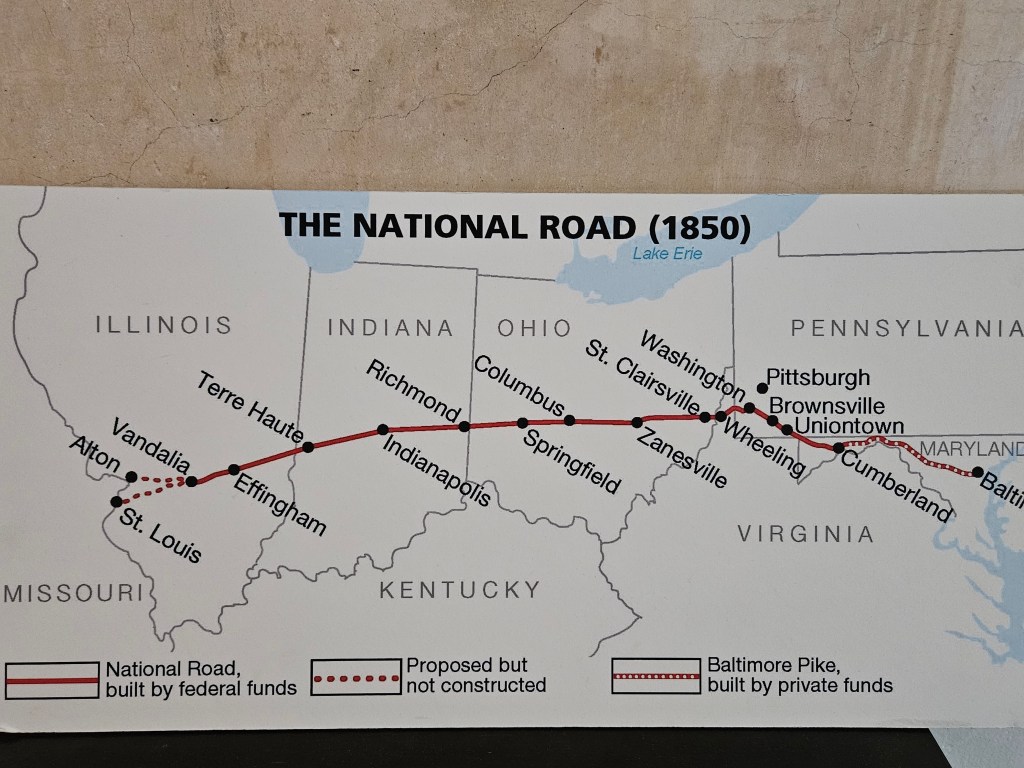 THE NATIONAL ROAD (1850)
Lake Erie
ILLINOIS
INDIANA
OHIO
PENNSYLVANIA
Washington
St. Clairsville
Pittsburgh
Columbus
Richmond
Terre Haute
Brownsville
Uniontown
Vandalia
Alton
Indianapolis
Springfield
Zanesville
Wheeling
Cumberland
MARYLAND
Balti
Effingham
St. Louis
VIRGINIA
MISSOURI
KENTUCKY
National Road,
built by federal funds
Proposed but
not constructed
Baltimore Pike,
built by private funds